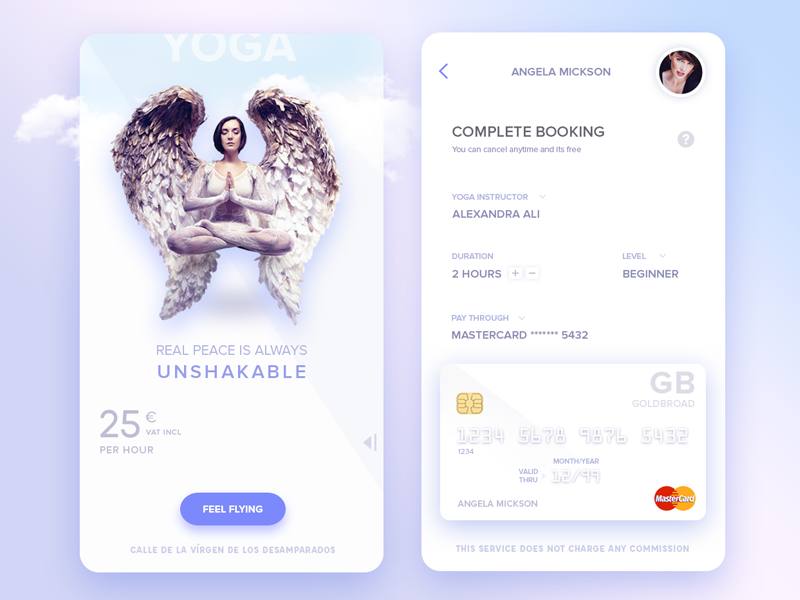 YOGA
REAL PEACE IS ALWAYS
UNSHAKABLE
25 €
VAT INCL
PER HOUR
FEEL FLYING
CALLE DE LA VÍRGEN DE LOS DESAMPARADOS
ANGELA MICKSON
COMPLETE BOOKING
?
You can cancel anytime and its free
YOGA INSTRUCTOR
ALEXANDRA ALI
DURATION
LEVEL
2 HOURS + −
BEGINNER
PAY THROUGH
MASTERCARD ******* 5432
GB
GOLDBROAD
1234 5678 9876 5432
1234
MONTH/YEAR
VALID
THRU
12/99
ANGELA MICKSON
MasterCard
THIS SERVICE DOES NOT CHARGE ANY COMMISSION